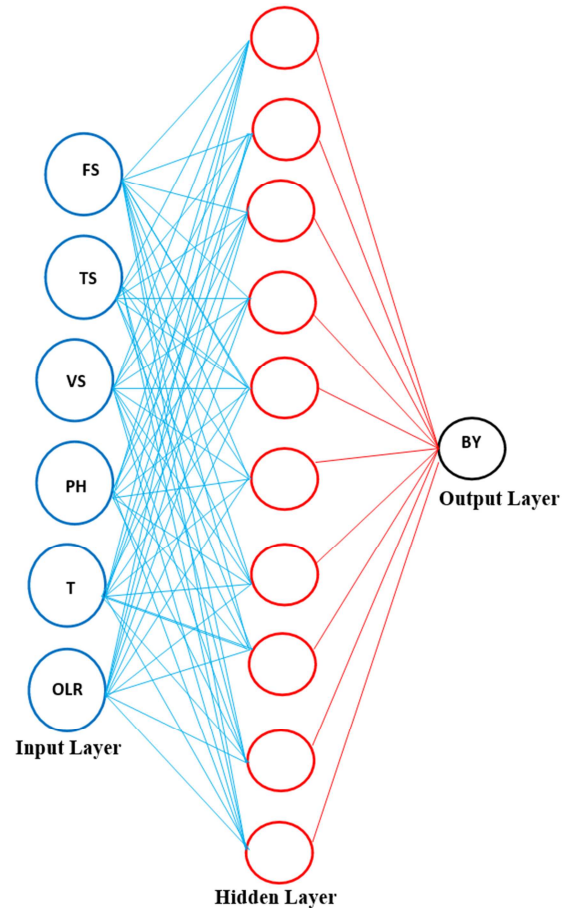 FS
TS
VS
PH
T
OLR
Input Layer
Hidden Layer
BY
Output Layer